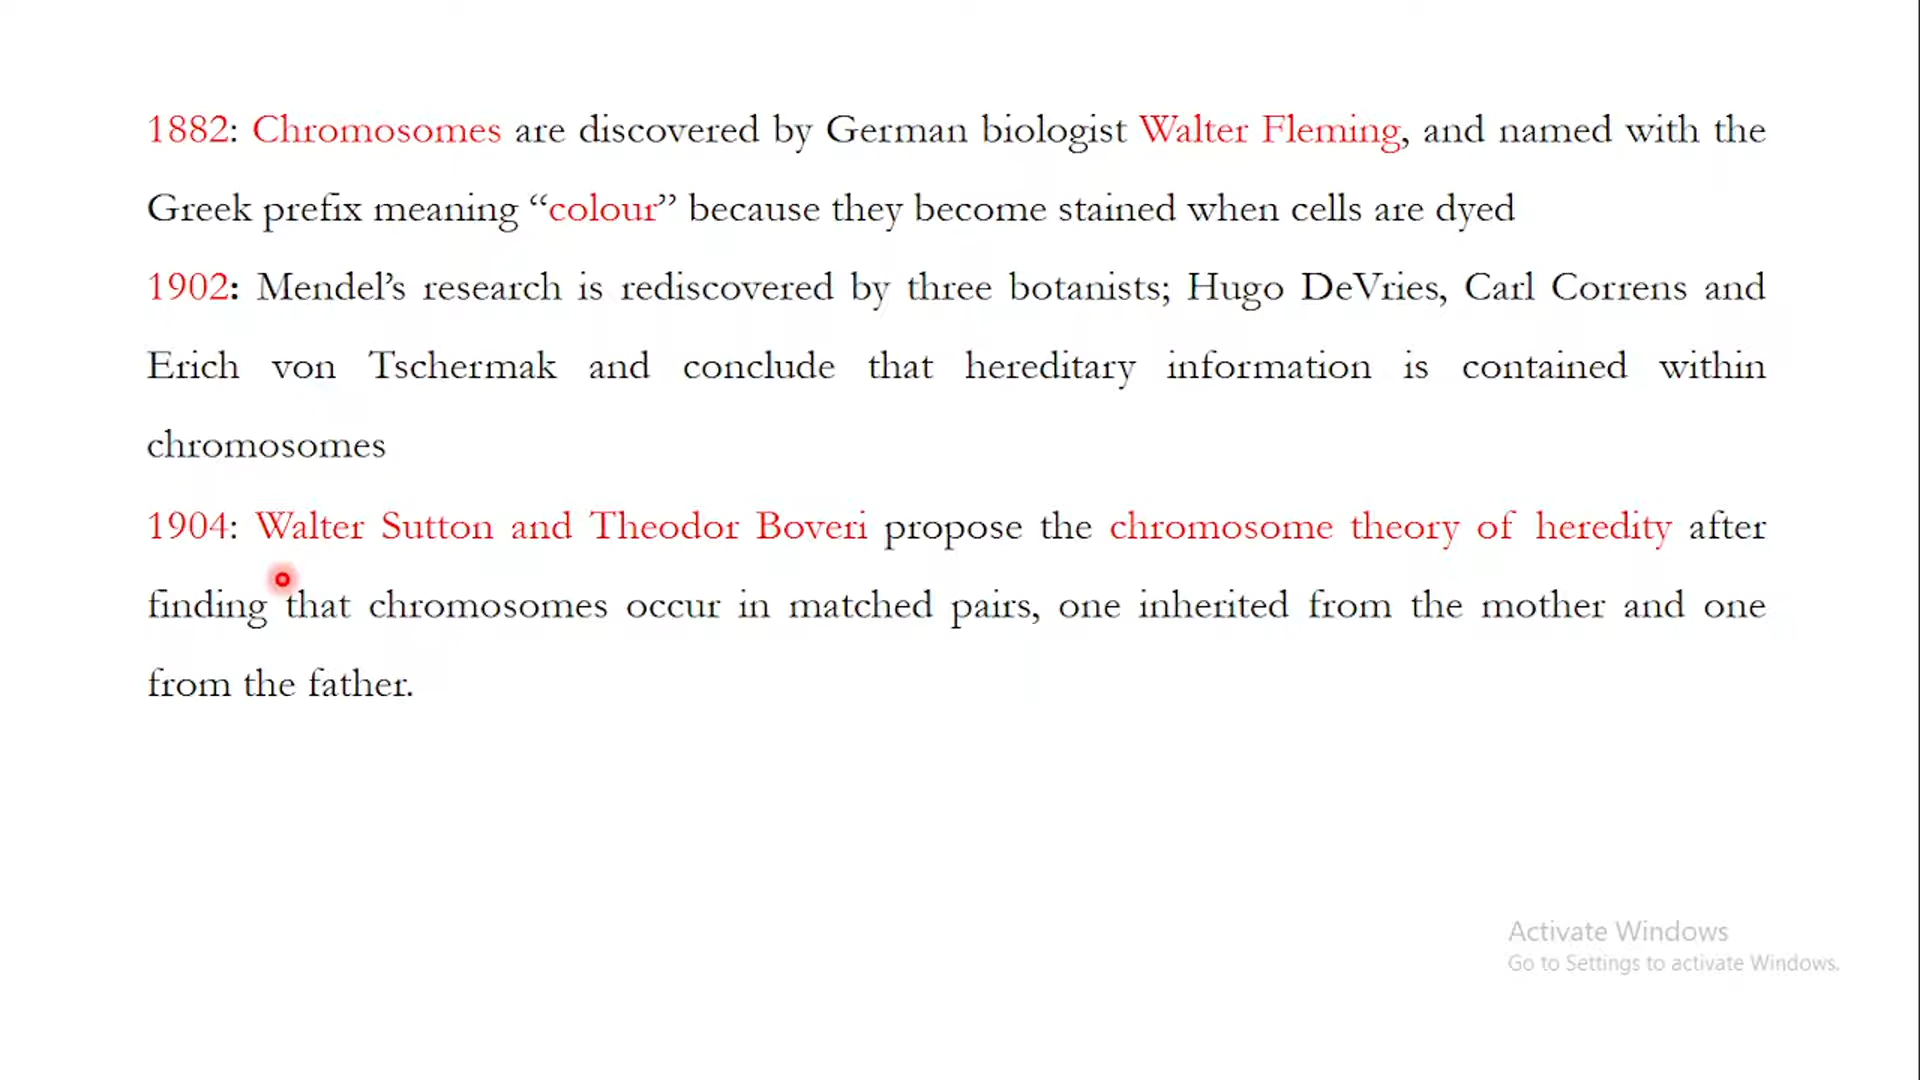 1882: Chromosomes are discovered by German biologist Walter Fleming, and named with the
Greek prefix meaning “colour” because they become stained when cells are dyed
1902: Mendel’s research is rediscovered by three botanists; Hugo DeVries, Carl Correns and
Erich von Tschermak and conclude that hereditary information is contained within
chromosomes
1904: Walter Sutton and Theodor Boveri propose the chromosome theory of heredity after
finding that chromosomes occur in matched pairs, one inherited from the mother and one
from the father.
Activate Windows
Go to Settings to activate Windows.